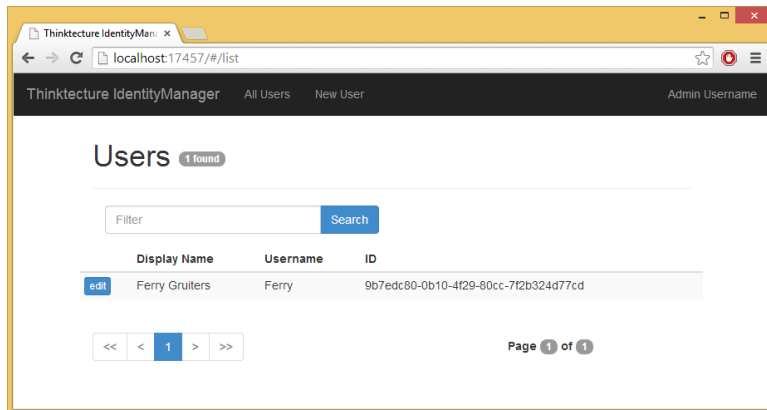 Thinktecture IdentityMan
localhost:17457/#/list
Thinktecture IdentityManager All Users New User Admin Username
Users 1 found
Filter Search
Display Name Username ID
edit Ferry Gruiters Ferry 9b7edc80-0b10-4f29-80cc-7f2b324d77cd
<< < 1 > >> Page 1 of 1